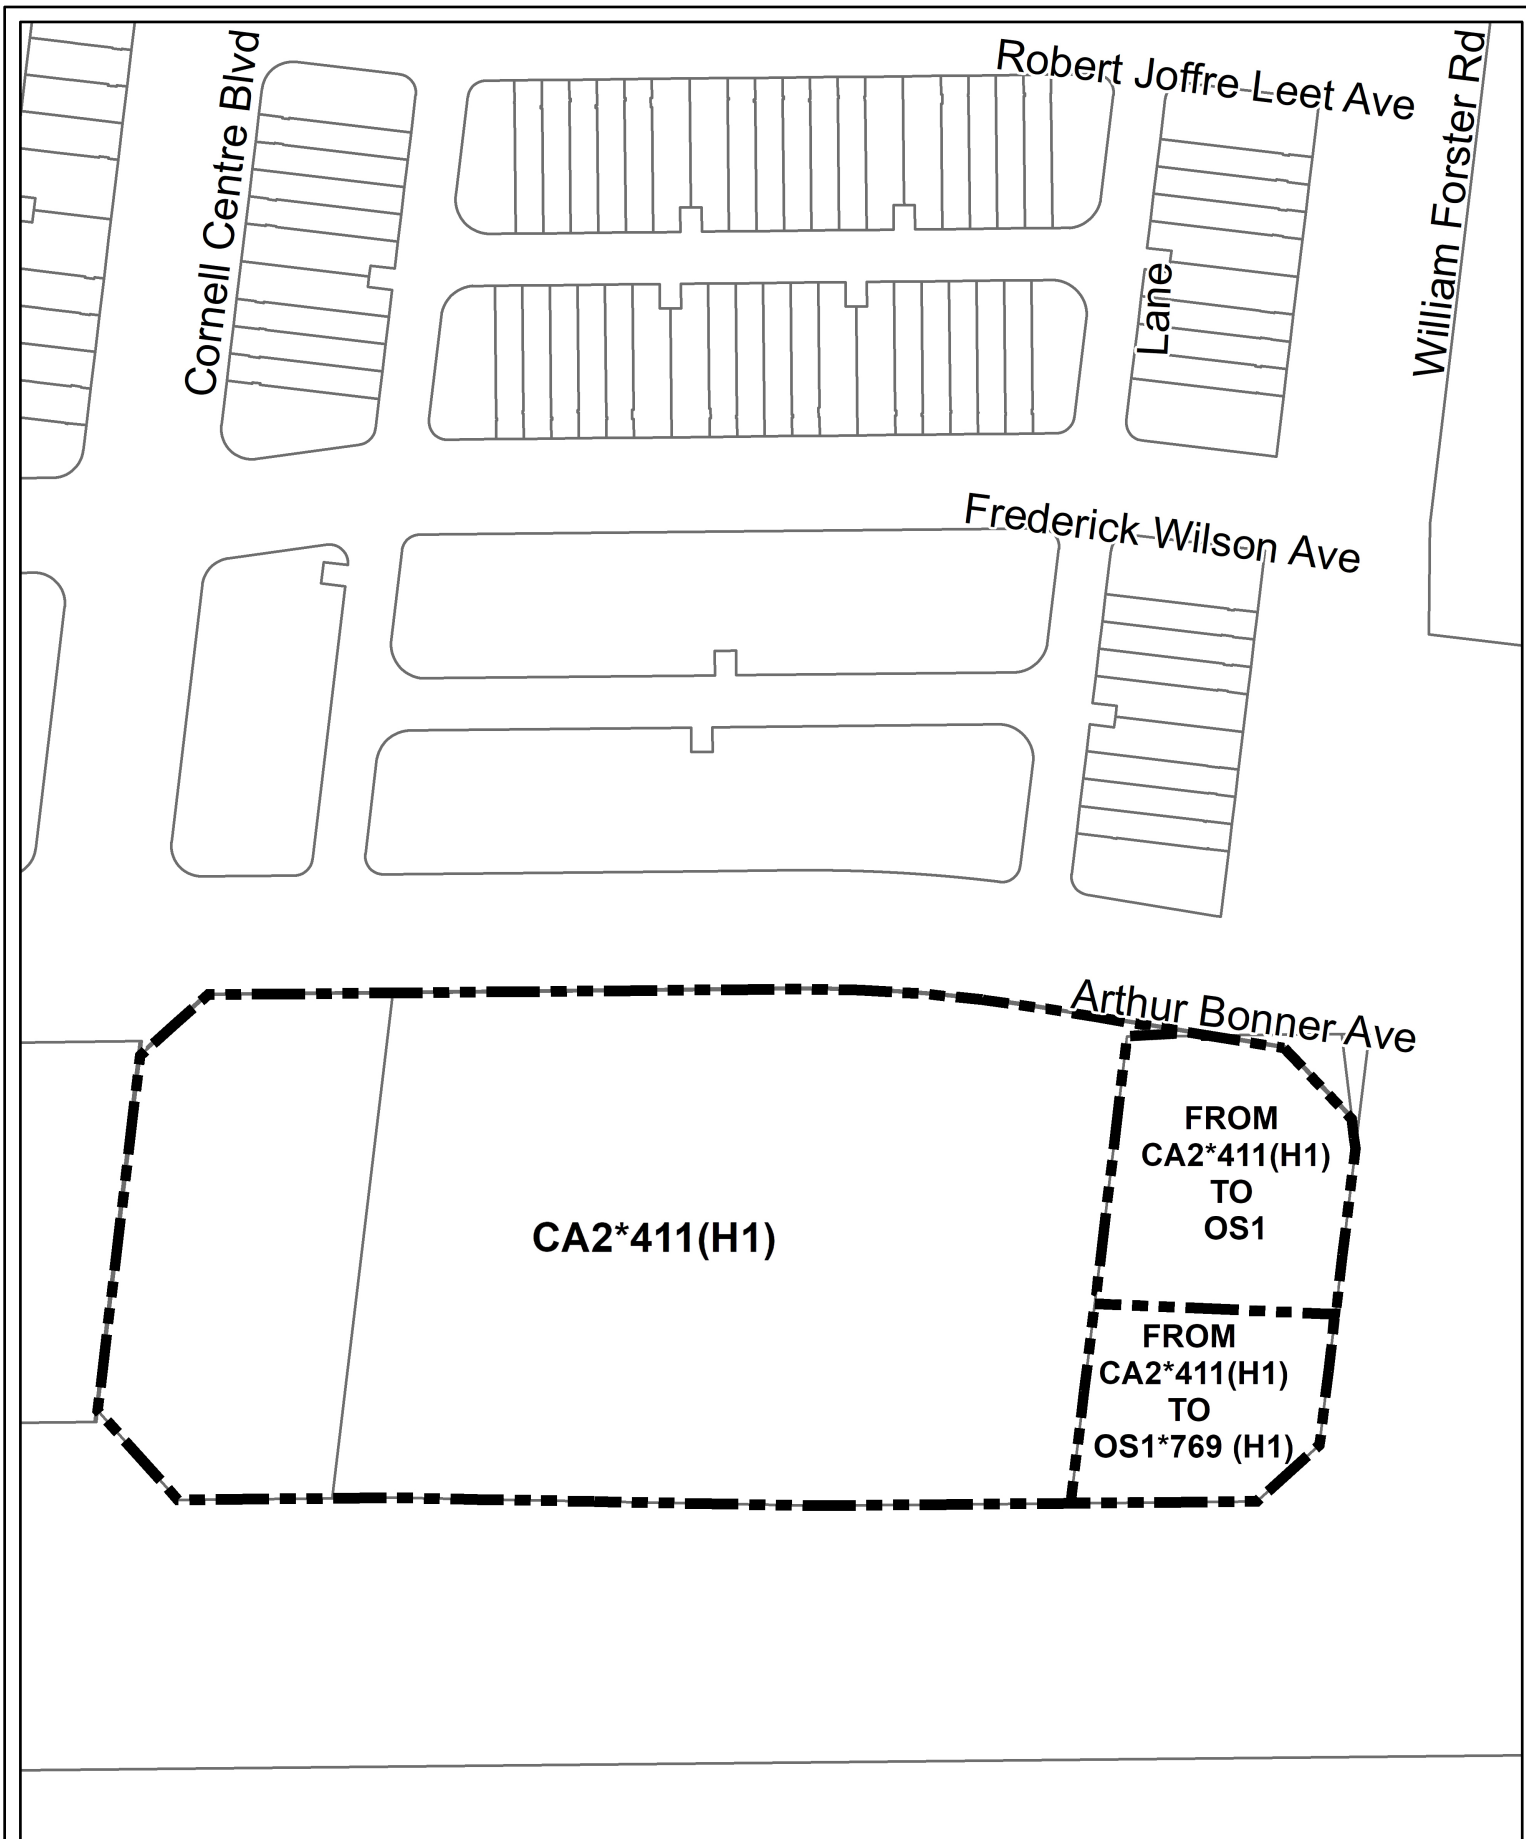 Robert Joffre Leet Ave
Cornell Centre Blvd
William Forster Rd
Lane
Frederick Wilson Ave
Arthur Bonner Ave
FROM
CA2*411(H1)
TO
OS1
CA2*411(H1)
FROM
CA2*411(H1)
TO
OS1*769 (H1)